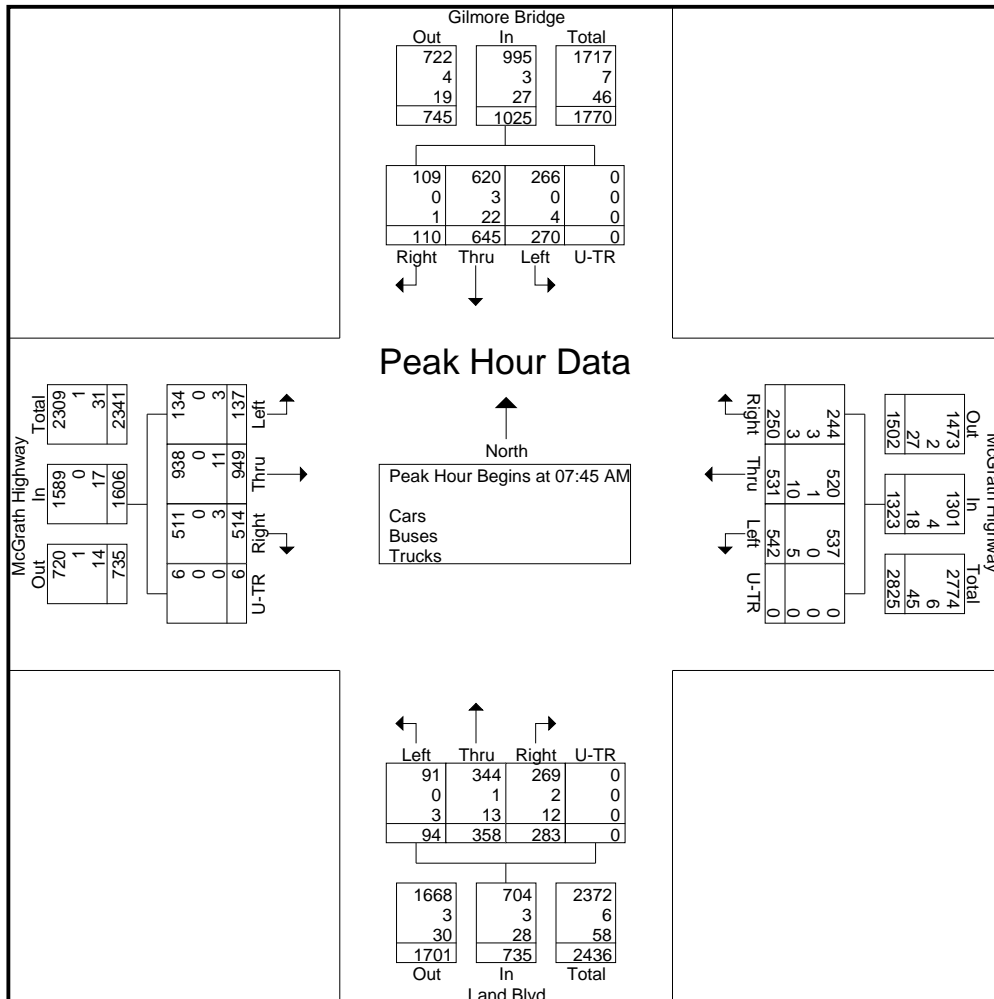 Gilmore Bridge
Out In Total
722 995 1717
4 3 7
19 27 46
745 1025 1770
109 620 266 0
0 3 0 0
1 22 4 0
110 645 270 0
Right Thru Left U-TR
Peak Hour Data
North
Peak Hour Begins at 07:45 AM
Cars
Buses
Trucks
McGrath Highway
Total In Out
2309 1589 720
1 0 1
31 17 14
2341 1606 735
134 938 511 6
0 0 0 0
3 11 3 0
137 949 514 6
Left Thru Right U-TR
McGrath Highway
Out In Total
1473 1301 2774
2 4 6
27 18 45
1502 1323 2825
244 520 537 0
3 1 0 0
3 10 5 0
250 531 542 0
Right Thru Left U-TR
Left Thru Right U-TR
91 344 269 0
0 1 2 0
3 13 12 0
94 358 283 0
1668 704 2372
3 3 6
30 28 58
1701 735 2436
Out In Total
Land Blvd